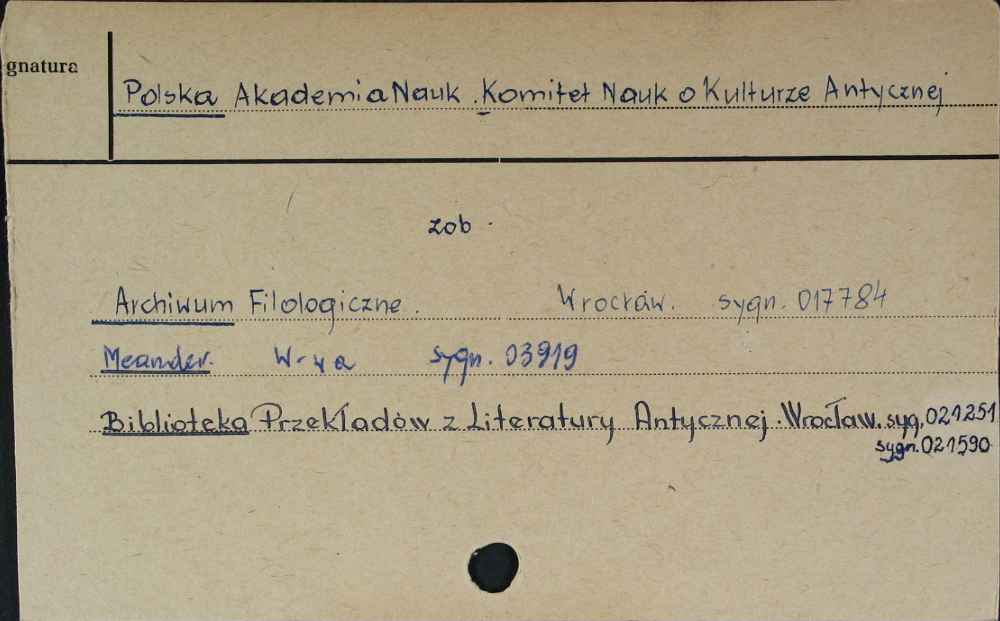 gnatura
Polska Akademia Nauk. Komitet Nauk o Kulturze Antycznej
zob.
Archiwum Filologiczne. Wrocław. sygn. 017784
Meander. W-wa sygn. 03919
Biblioteka Przekładów z Literatury Antycznej. Wrocław. syg. 021251
sygn. 021590